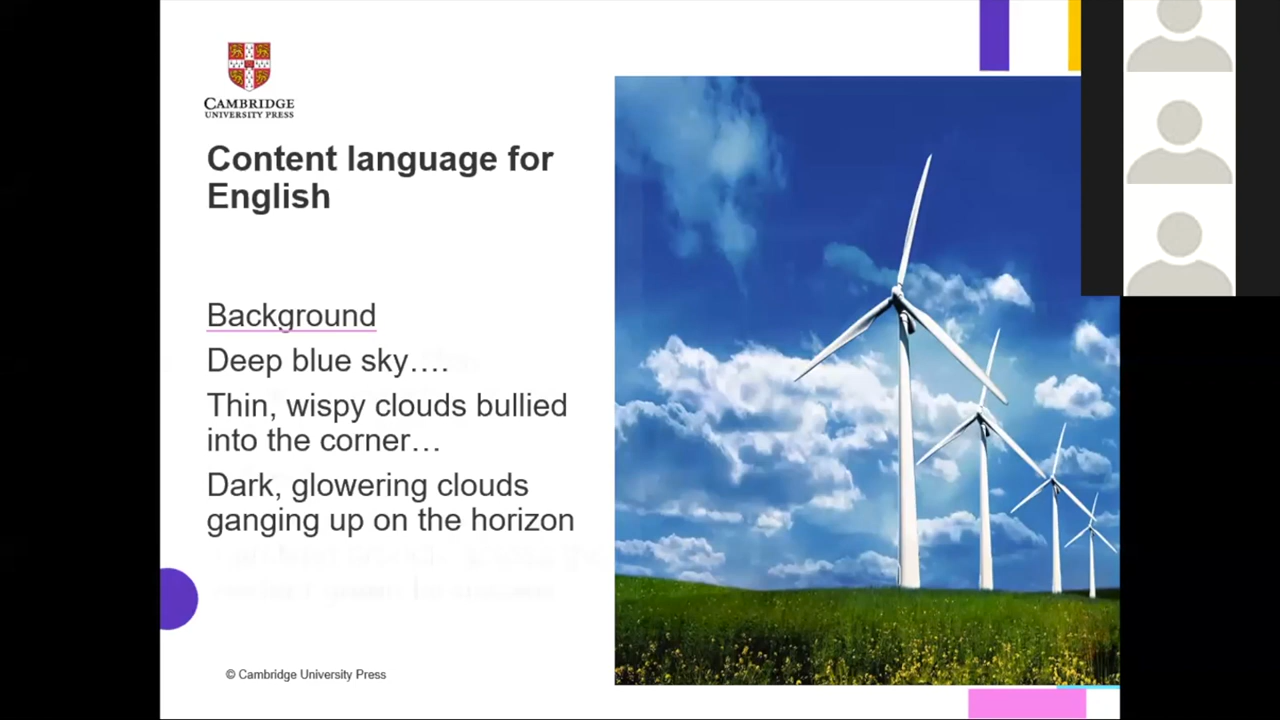 CAMBRIDGE
UNIVERSITY PRESS
Content language for
English
Background
Deep blue sky….
Thin, wispy clouds bullied
into the corner…
Dark, glowering clouds
ganging up on the horizon
© Cambridge University Press